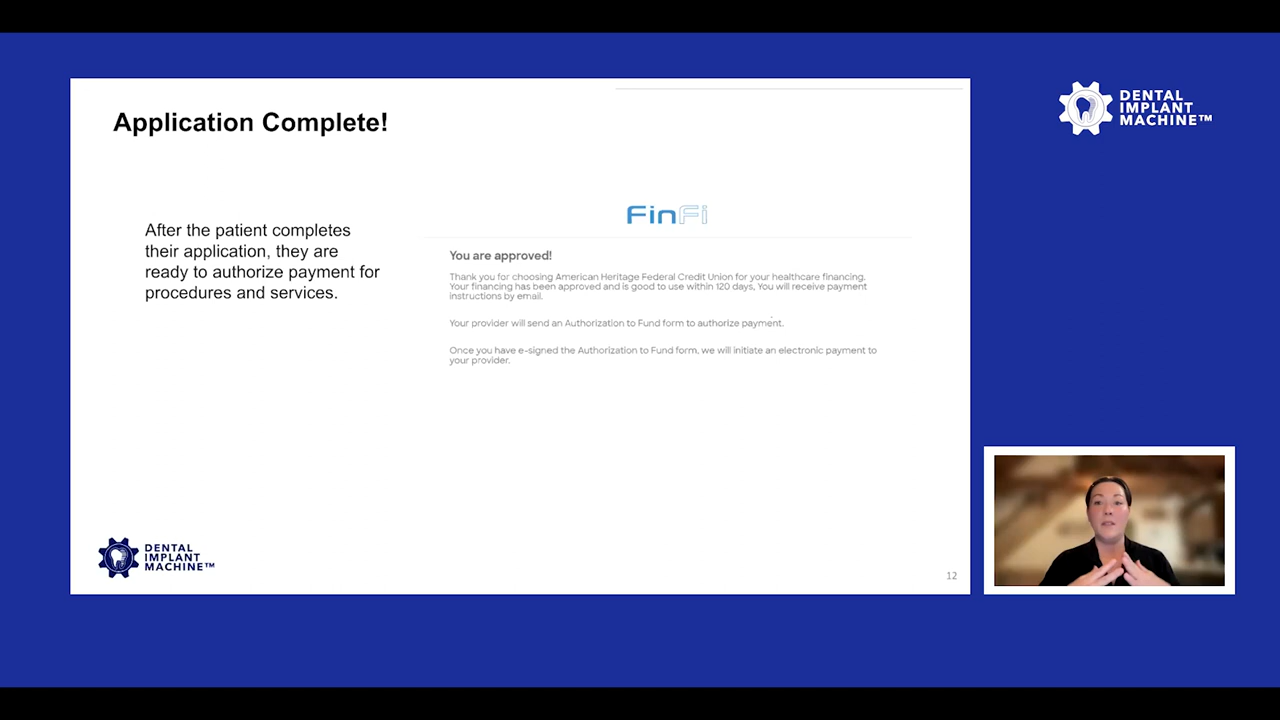 DENTAL
IMPLANT
MACHINE™
Application Complete!
After the patient completes
their application, they are
ready to authorize payment for
procedures and services.
FinFi
You are approved!
Thank you for choosing American Heritage Federal Credit Union for your healthcare financing.
Your financing has been approved and is good to use within 120 days, You will receive payment
instructions by email.
Your provider will send an Authorization to Fund form to authorize payment.
Once you have e-signed the Authorization to Fund form, we will initiate an electronic payment to
your provider.
DENTAL
IMPLANT
MACHINE™
12